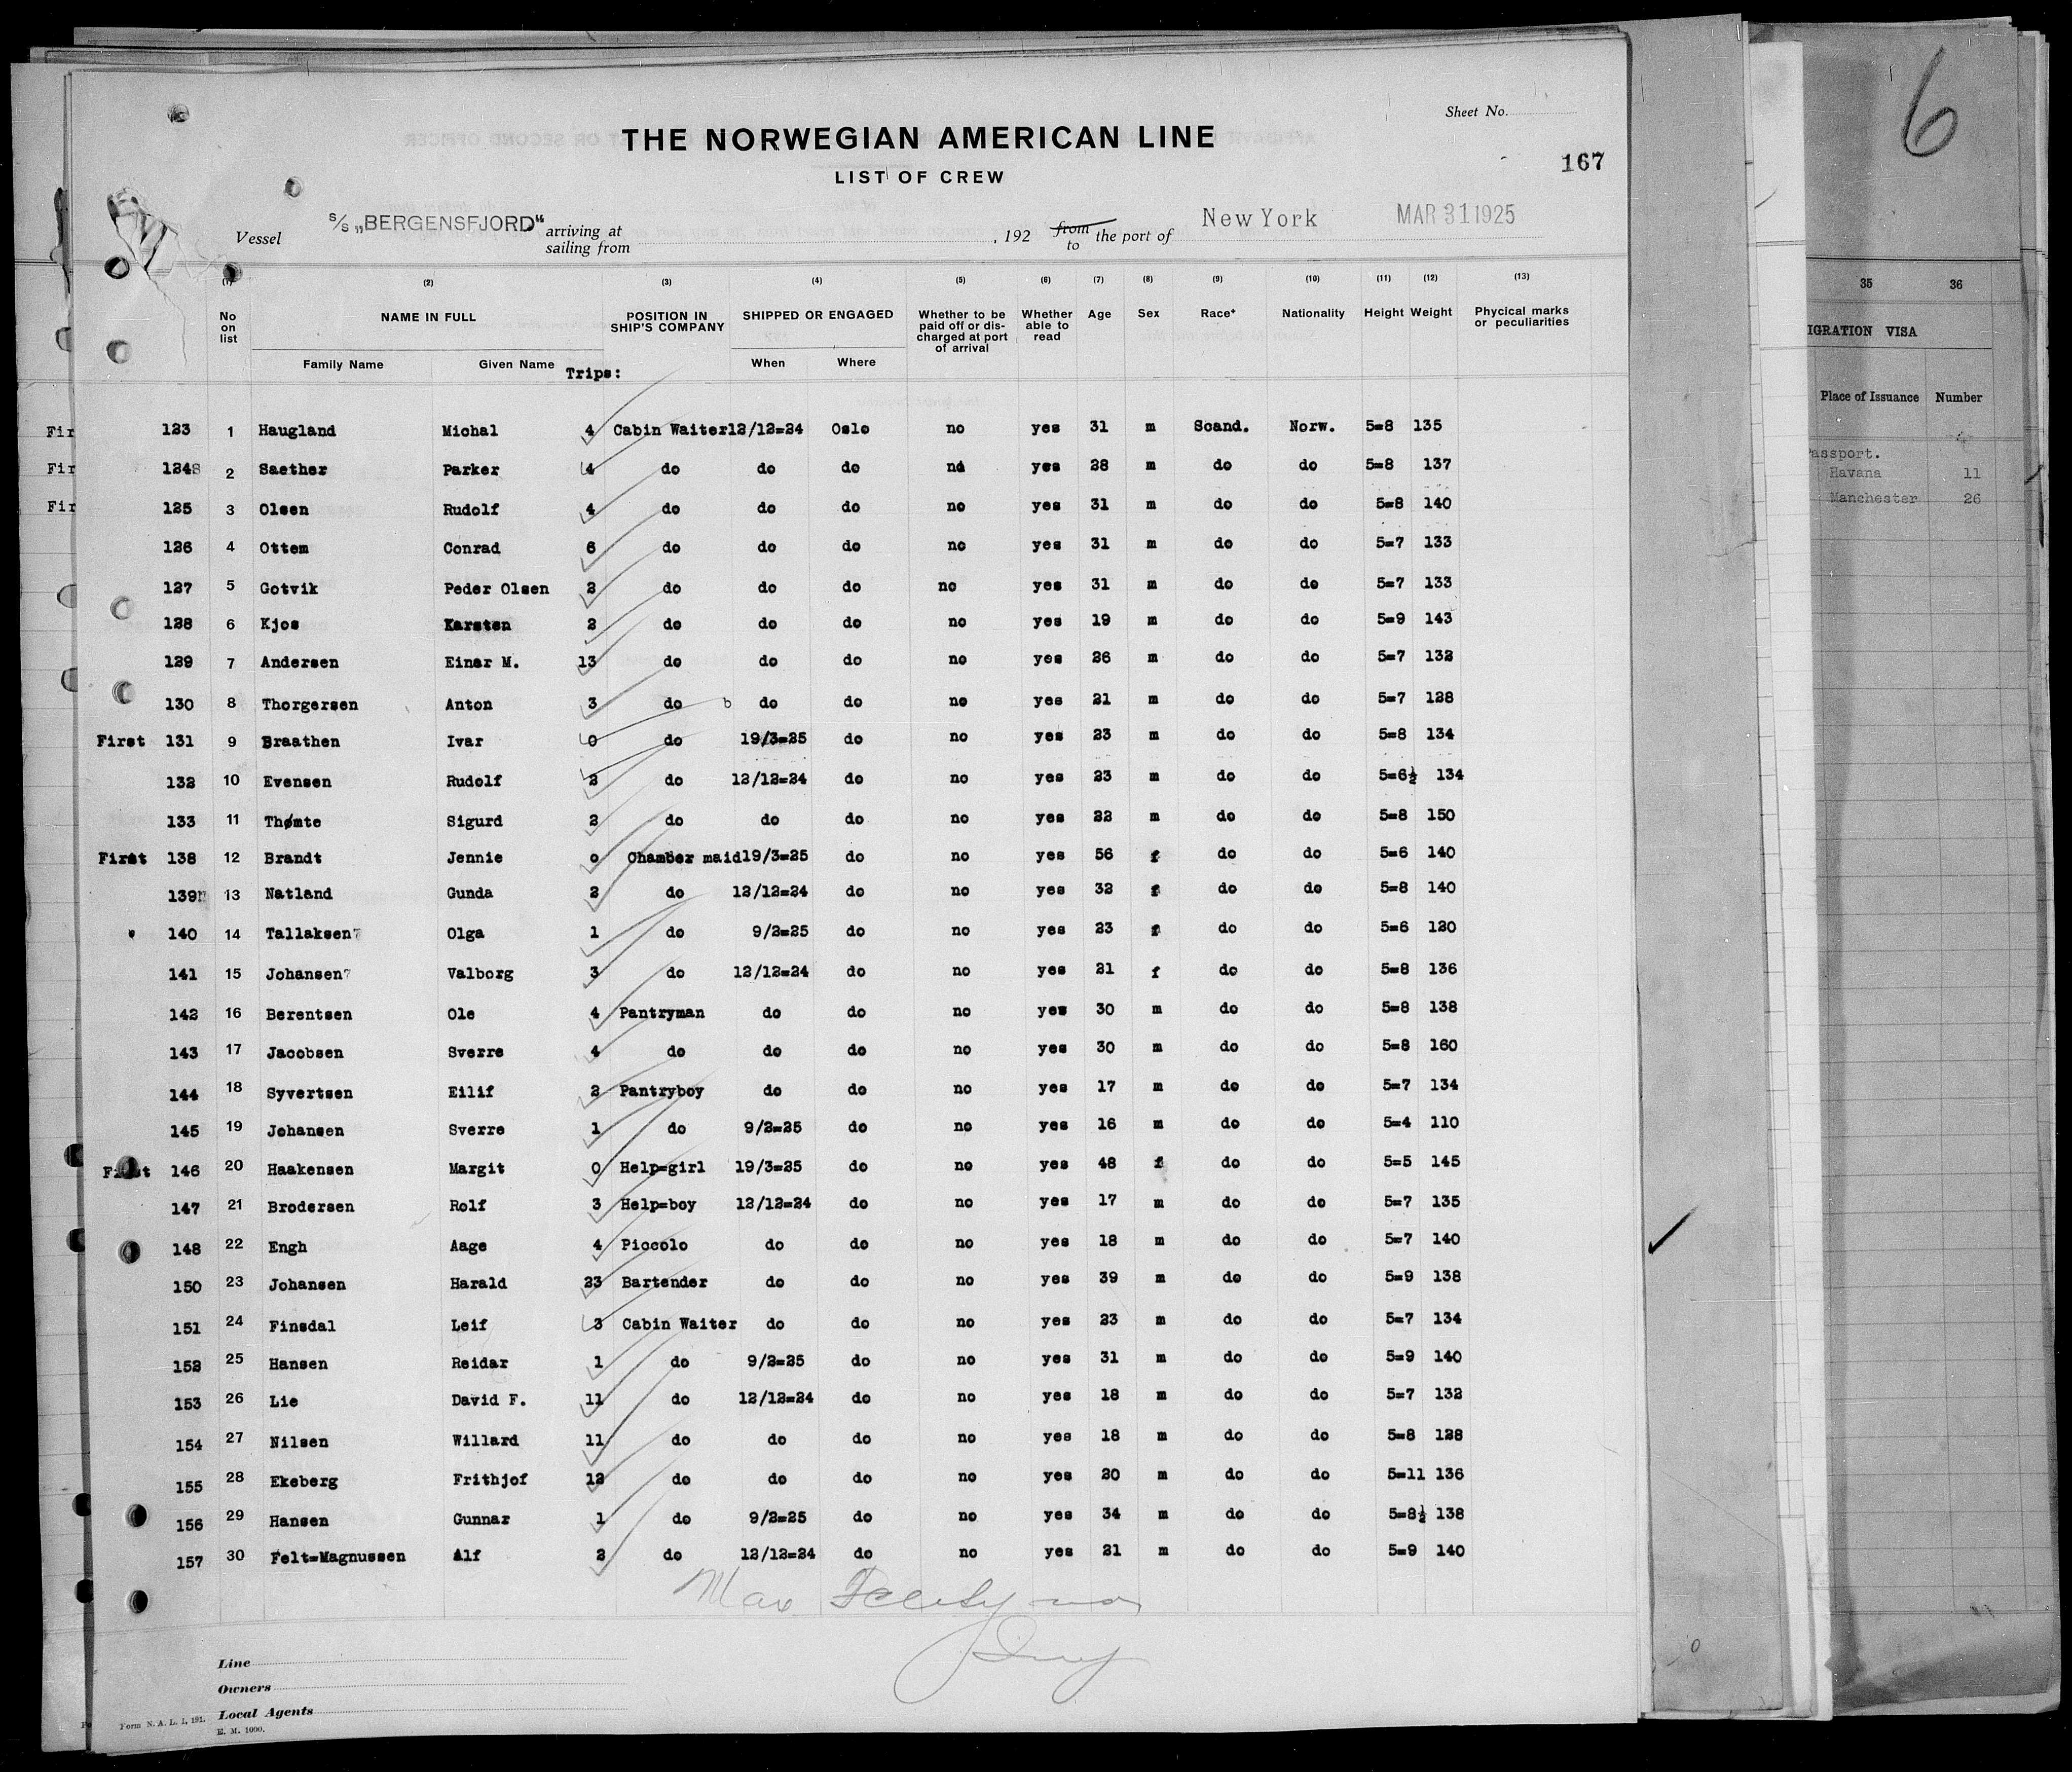 Sheet No.
THE NORWEGIAN AMERICAN LINE
167
LIST OF CREW
Vessel S/S „BERGENSFJORD" arriving at sailing from , 192 from to the port of New York MAR 31 1925
(1) (2) (3) (4) (5) (6) (7) (8) (9) (10) (11) (12) (13)
No on list NAME IN FULL POSITION IN SHIP'S COMPANY SHIPPED OR ENGAGED Whether to be paid off or discharged at port of arrival Whether able to read Age Sex Race* Nationality Height Weight Phycical marks or peculiarities
Family Name Given Name Trips: When Where
Fir 123 1 Haugland Michal 4 Cabin Waiter 12/12=24 Oslo no yes 31 m Scand. Norw. 5=8 135
Fir 124 2 Saether Parker 4 do do do no yes 28 m do do 5=8 137
Fir 125 3 Olsen Rudolf 4 do do do no yes 31 m do do 5=8 140
126 4 Ottem Conrad 6 do do do no yes 31 m do do 5=7 133
127 5 Gotvik Peder Olsen 2 do do do no yes 31 m do do 5=7 133
128 6 Kjos Karsten 2 do do do no yes 19 m do do 5=9 143
129 7 Andersen Einar M. 13 do do do no yes 26 m do do 5=7 132
130 8 Thorgersen Anton 3 do b do do no yes 21 m do do 5=7 128
First 131 9 Braathen Ivar 0 do 19/3=25 do no yes 23 m do do 5=8 134
132 10 Evensen Rudolf 2 do 12/12=24 do no yes 23 m do do 5=6½ 134
133 11 Thømte Sigurd 2 do do do no yes 22 m do do 5=8 150
First 138 12 Brandt Jennie o Chamber maid 19/3=25 do no yes 56 f do do 5=6 140
139 13 Natland Gunda 2 do 12/12=24 do no yes 32 f do do 5=8 140
140 14 Tallaksen Olga 1 do 9/2=25 do no yes 23 f do do 5=6 120
141 15 Johansen Valborg 3 do 12/12=24 do no yes 21 f do do 5=8 136
142 16 Berentsen Ole 4 Pantryman do do no yes 30 m do do 5=8 138
143 17 Jacobsen Sverre 4 do do do no yes 30 m do do 5=8 160
144 18 Syvertsen Eilif 2 Pantryboy do do no yes 17 m do do 5=7 134
145 19 Johansen Sverre 1 do 9/2=25 do no yes 16 m do do 5=4 110
First 146 20 Haakensen Margit 0 Help=girl 19/3=25 do no yes 48 f do do 5=5 145
147 21 Brodersen Rolf 3 Help=boy 12/12=24 do no yes 17 m do do 5=7 135
148 22 Engh Aage 4 Piccolo do do no yes 18 m do do 5=7 140
150 23 Johansen Harald 23 Bartender do do no yes 39 m do do 5=9 138
151 24 Finsdal Leif 3 Cabin Waiter do do no yes 23 m do do 5=7 134
152 25 Hansen Reidar 1 do 9/2=25 do no yes 31 m do do 5=9 140
153 26 Lie David F. 11 do 12/12=24 do no yes 18 m do do 5=7 132
154 27 Nilsen Willard 11 do do do no yes 18 m do do 5=8 128
155 28 Ekeberg Frithjof 12 do do do no yes 20 m do do 5=11 136
156 29 Hansen Gunnar 1 do 9/2=25 do no yes 34 m do do 5=8½ 138
157 30 Felt=Magnussen Alf 2 do 12/12=24 do no yes 21 m do do 5=9 140
Line
Owners
Local Agents
Form N. A. L. I, 191.
E. M. 1000.
6
35 36
IGRATION VISA
Place of Issuance Number
assport.
Havana 11
Manchester 26